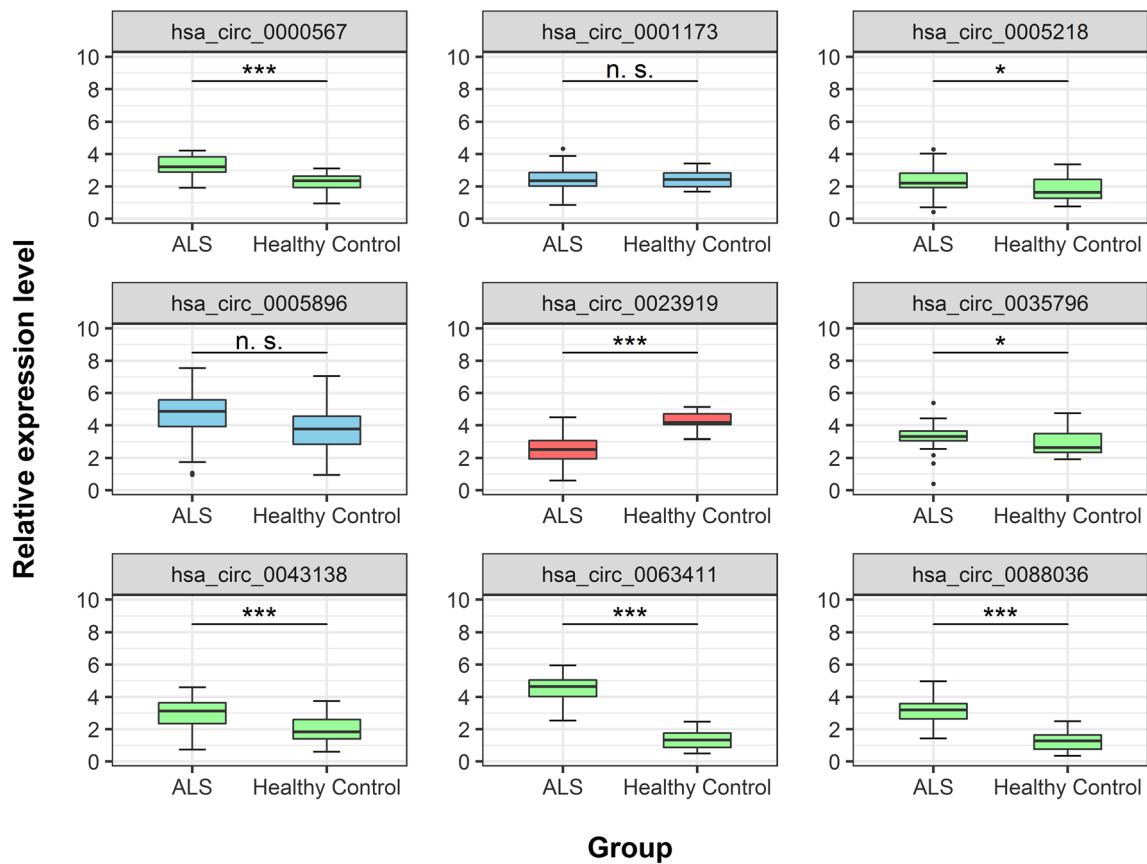 Relative expression level
hsa_circ_0000567
10
8
6
4
2
0
***
ALS
Healthy Control
hsa_circ_0001173
10
8
6
4
2
0
n. s.
ALS
Healthy Control
hsa_circ_0005218
10
8
6
4
2
0
*
ALS
Healthy Control
hsa_circ_0005896
10
8
6
4
2
0
n. s.
ALS
Healthy Control
hsa_circ_0023919
10
8
6
4
2
0
***
ALS
Healthy Control
hsa_circ_0035796
10
8
6
4
2
0
*
ALS
Healthy Control
hsa_circ_0043138
10
8
6
4
2
0
***
ALS
Healthy Control
hsa_circ_0063411
10
8
6
4
2
0
***
ALS
Healthy Control
hsa_circ_0088036
10
8
6
4
2
0
***
ALS
Healthy Control
Group